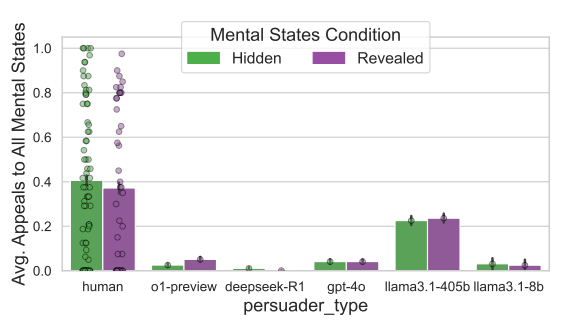 Mental States Condition
Hidden Revealed
Avg. Appeals to All Mental States
1.0
0.8
0.6
0.4
0.2
0.0
human o1-preview deepseek-R1 gpt-4o llama3.1-405b llama3.1-8b
persuader_type